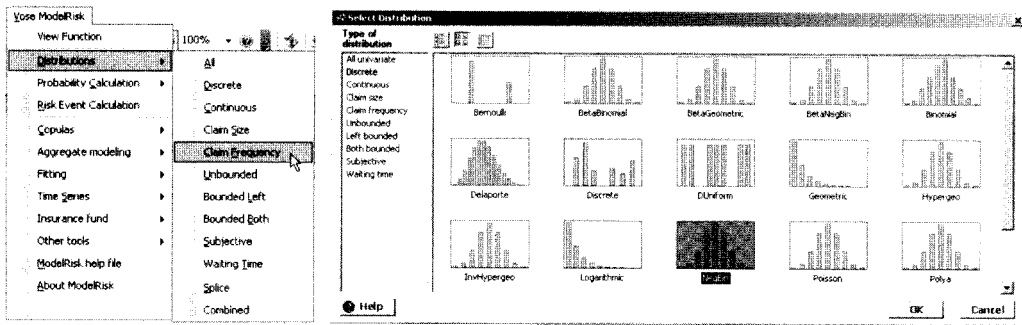 Vose ModelRisk
View Function
Distributions
Probability Calculation
Risk Event Calculation
Copulas
Aggregate modeling
Fitting
Time Series
Insurance fund
Other tools
ModelRisk help file
About ModelRisk
100%
All
Discrete
Continuous
Claim Size
Claim Frequency
Unbounded
Bounded Left
Bounded Both
Subjective
Waiting Time
Splice
Combined
Select Distribution
Type of
distribution
All univariate
Discrete
Continuous
Claim size
Claim frequency
Unbounded
Left bounded
Both bounded
Subjective
Waiting time
Bernoulli
BetaBinomial
BetaGeometric
BetaNegBin
Binomial
Delaporte
Discrete
DUniform
Geometric
Hypergeo
InvHypergeo
Logarithmic
NegBin
Poisson
Polya
Help
OK
Cancel